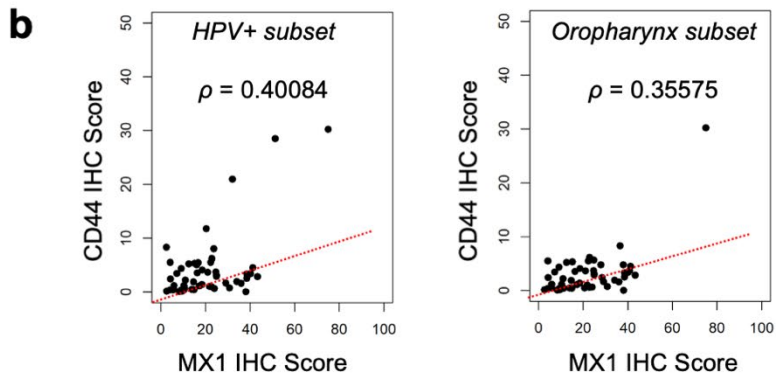 b
HPV+ subset
ρ = 0.40084
CD44 IHC Score
50
40
30
20
10
0
0 20 40 60 80 100
MX1 IHC Score
Oropharynx subset
ρ = 0.35575
CD44 IHC Score
50
40
30
20
10
0
0 20 40 60 80 100
MX1 IHC Score